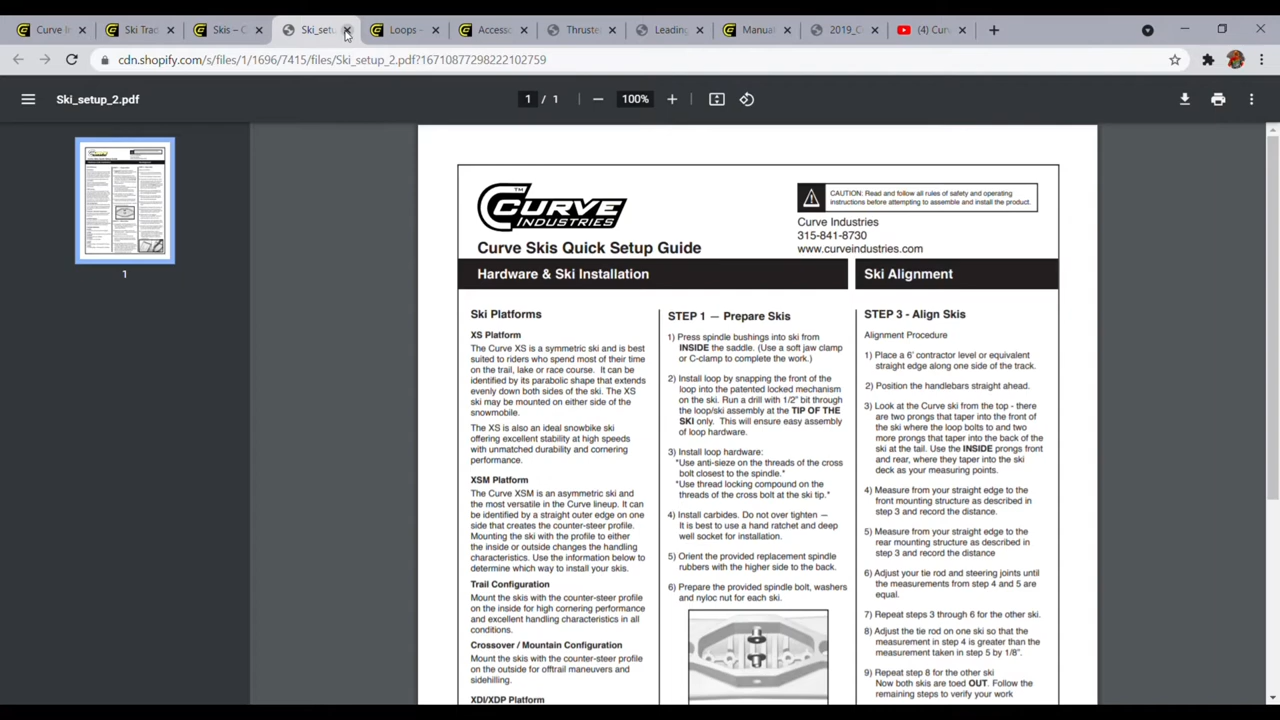 Curve In
Ski Trad
Skis – C
Ski_setu
Loops -
Access
Thruste
Leading
Manua
2019_C
(4) Curv
cdn.shopify.com/s/files/1/1696/7415/files/Ski_setup_2.pdf?16710877298222102759
Ski_setup_2.pdf
1 / 1
100%
1
CURVE
INDUSTRIES
TM
CAUTION: Read and follow all rules of safety and operating
instructions before attempting to assemble and install the product.
Curve Industries
315-841-8730
www.curveindustries.com
Curve Skis Quick Setup Guide
Hardware & Ski Installation
Ski Alignment
Ski Platforms
XS Platform
The Curve XS is a symmetric ski and is best
suited to riders who spend most of their time
on the trail, lake or race course. It can be
identified by its parabolic shape that extends
evenly down both sides of the ski. The XS
ski may be mounted on either side of the
snowmobile.
The XS is also an ideal snowbike ski
offering excellent stability at high speeds
with unmatched durability and cornering
performance.
XSM Platform
The Curve XSM is an asymmetric ski and
the most versatile in the Curve lineup. It can
be identified by a straight outer edge on one
side that creates the counter-steer profile.
Mounting the ski with the profile to either
the inside or outside changes the handling
characteristics. Use the information below to
determine which way to install your skis.
Trail Configuration
Mount the skis with the counter-steer profile
on the inside for high cornering performance
and excellent handling characteristics in all
conditions.
Crossover / Mountain Configuration
Mount the skis with the counter-steer profile
on the outside for offtrail maneuvers and
sidehilling.
XDI/XDP Platform
STEP 1 — Prepare Skis
1) Press spindle bushings into ski from
INSIDE the saddle. (Use a soft jaw clamp
or C-clamp to complete the work.)
2) Install loop by snapping the front of the
loop into the patented locked mechanism
on the ski. Run a drill with 1/2" bit through
the loop/ski assembly at the TIP OF THE
SKI only. This will ensure easy assembly
of loop hardware.
3) Install loop hardware:
*Use anti-sieze on the threads of the cross
bolt closest to the spindle.*
*Use thread locking compound on the
threads of the cross bolt at the ski tip.*
4) Install carbides. Do not over tighten —
It is best to use a hand ratchet and deep
well socket for installation.
5) Orient the provided replacement spindle
rubbers with the higher side to the back.
6) Prepare the provided spindle bolt, washers
and nyloc nut for each ski.
STEP 3 - Align Skis
Alignment Procedure
1) Place a 6' contractor level or equivalent
straight edge along one side of the track.
2) Position the handlebars straight ahead.
3) Look at the Curve ski from the top - there
are two prongs that taper into the front of
the ski where the loop bolts to and two
more prongs that taper into the back of the
ski at the tail. Use the INSIDE prongs front
and rear, where they taper into the ski
deck as your measuring points.
4) Measure from your straight edge to the
front mounting structure as described in
step 3 and record the distance.
5) Measure from your straight edge to the
rear mounting structure as described in
step 3 and record the distance
6) Adjust your tie rod and steering joints until
the measurements from step 4 and 5 are
equal.
7) Repeat steps 3 through 6 for the other ski.
8) Adjust the tie rod on one ski so that the
measurement in step 4 is greater than the
measurement taken in step 5 by 1/8".
9) Repeat step 8 for the other ski
Now both skis are toed OUT. Follow the
remaining steps to verify your work